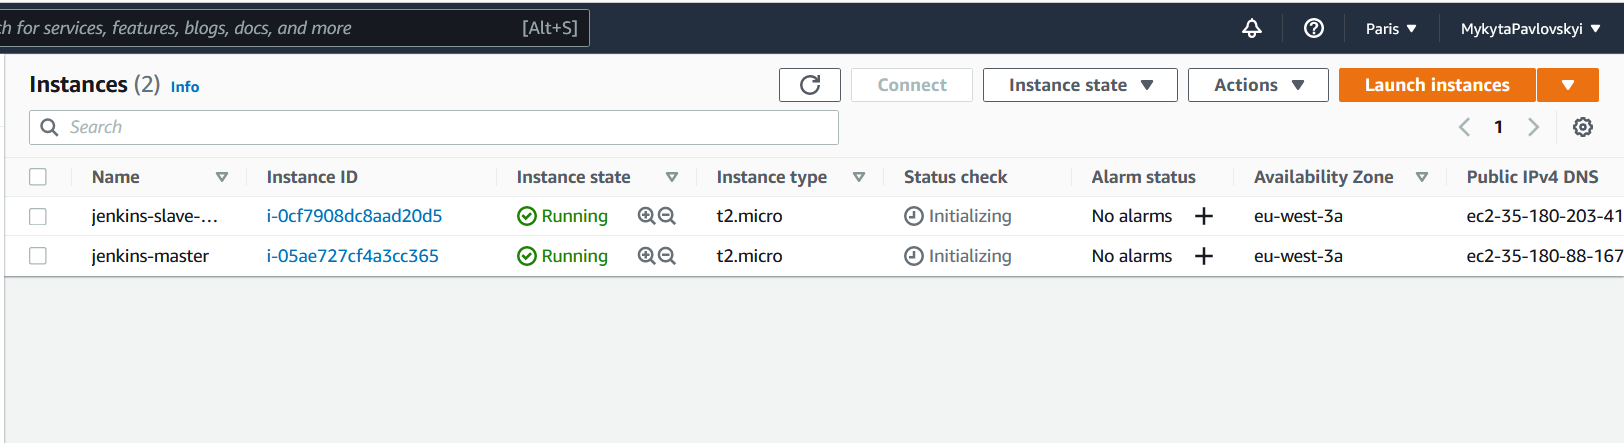 ch for services, features, blogs, docs, and more [Alt+S] Paris MykytaPavlovskyi
Instances (2) Info Connect Instance state Actions Launch instances
Search 1
Name Instance ID Instance state Instance type Status check Alarm status Availability Zone Public IPv4 DNS
jenkins-slave-... i-0cf7908dc8aad20d5 Running t2.micro Initializing No alarms + eu-west-3a ec2-35-180-203-41
jenkins-master i-05ae727cf4a3cc365 Running t2.micro Initializing No alarms + eu-west-3a ec2-35-180-88-167